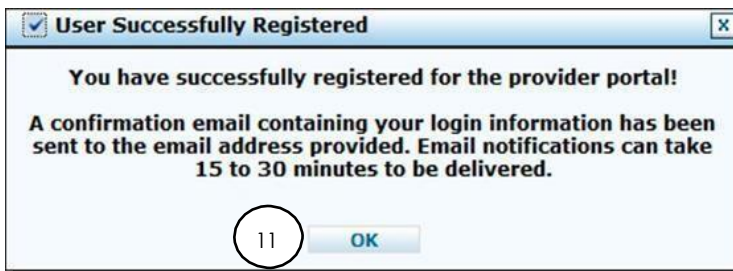 User Successfully Registered
x
You have successfully registered for the provider portal!
A confirmation email containing your login information has been
sent to the email address provided. Email notifications can take
15 to 30 minutes to be delivered.
11 OK